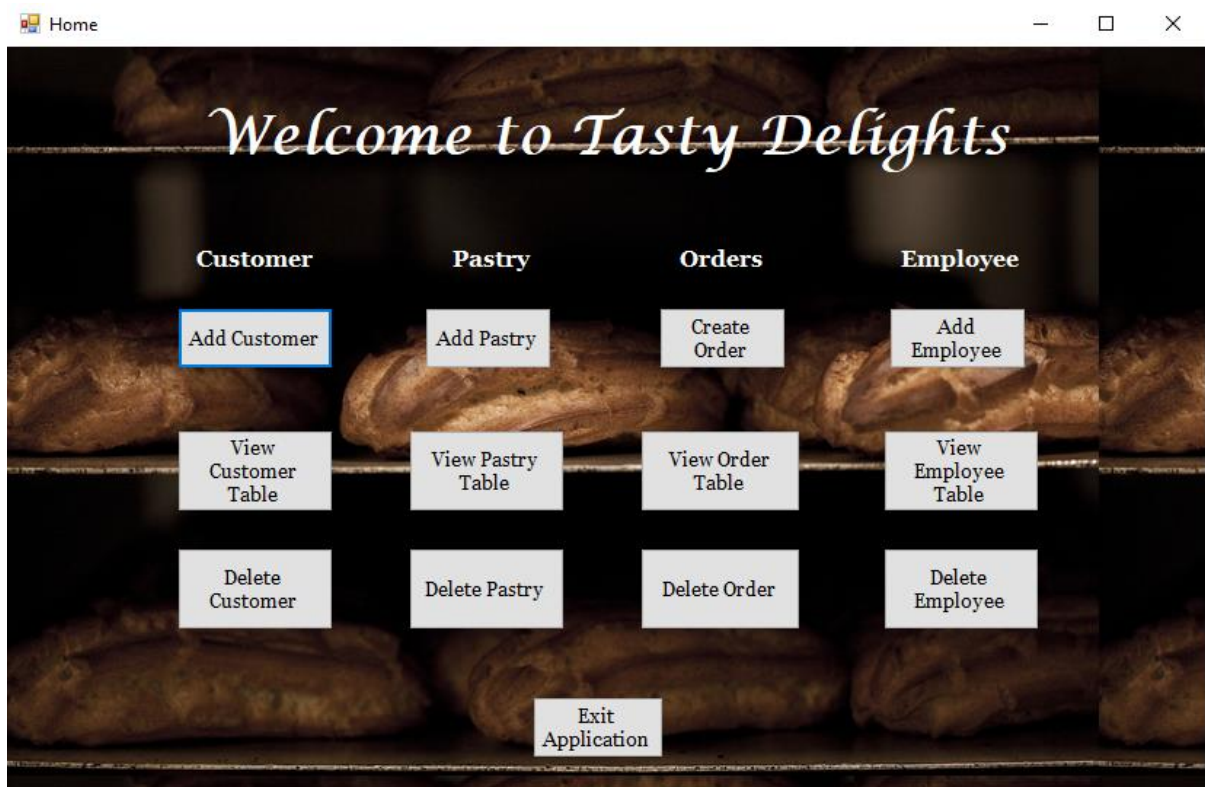 Home
Welcome to Tasty Delights
Customer
Pastry
Orders
Employee
Add Customer
Add Pastry
Create
Order
Add
Employee
View
Customer
Table
View Pastry
Table
View Order
Table
View
Employee
Table
Delete
Customer
Delete Pastry
Delete Order
Delete
Employee
Exit
Application